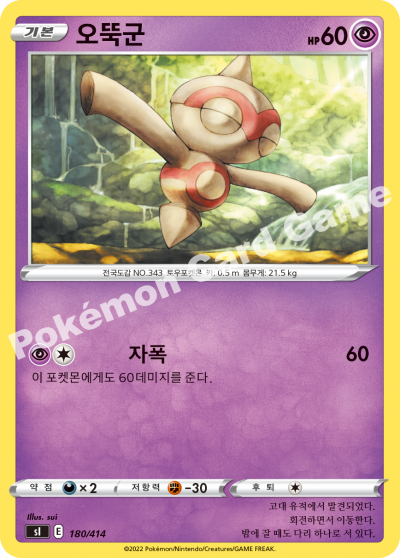 기본 오뚝군 HP60
전국도감 NO.343 토우포켓몬 키: 0.5 m 몸무게: 21.5 kg
Pokémon Card Game
자폭 60
이 포켓몬에게도 60데미지를 준다.
약점 ×2 저항력 -30 후퇴
Illus. sui
sI E 180/414
고대 유적에서 발견되었다.
회전하면서 이동한다.
밤에 잘 때도 다리 하나로 서 있다.
©2022 Pokémon/Nintendo/Creatures/GAME FREAK.